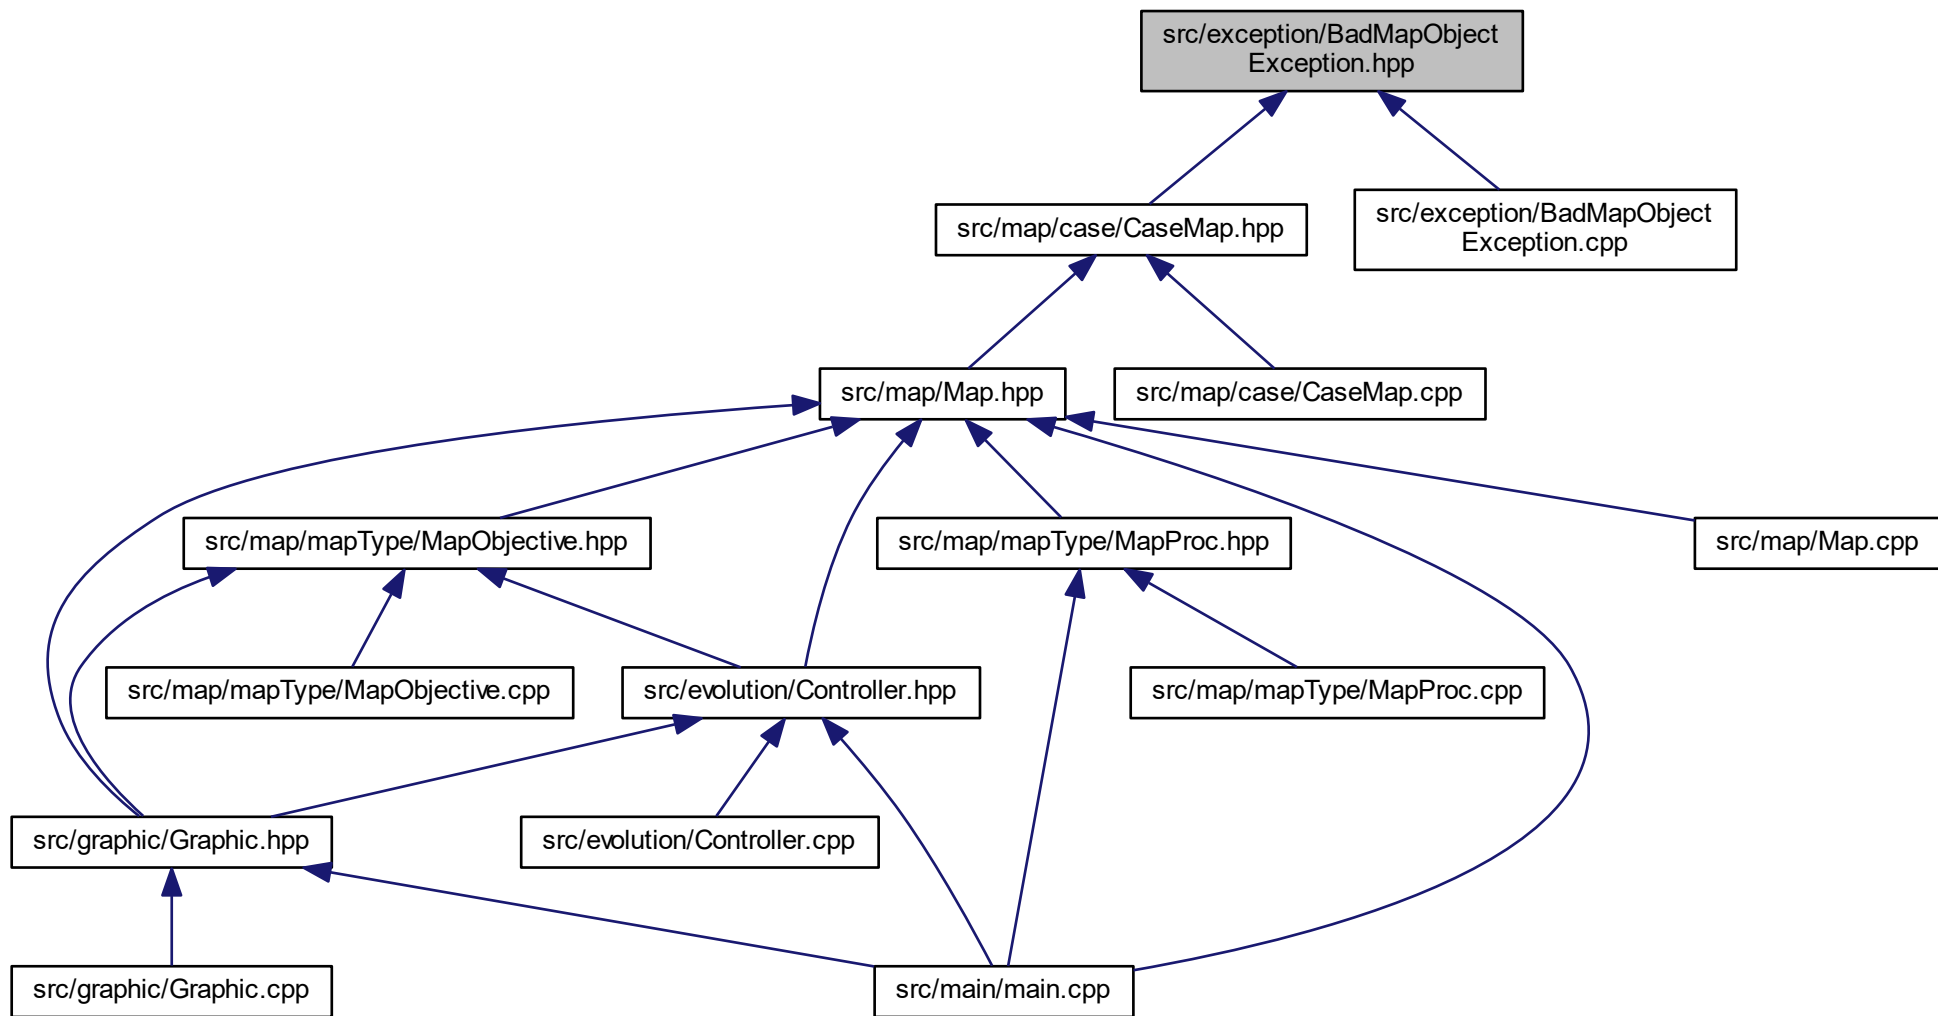 src/exception/BadMapObject
Exception.hpp
src/map/case/CaseMap.hpp
src/exception/BadMapObject
Exception.cpp
src/map/Map.hpp
src/map/case/CaseMap.cpp
src/map/mapType/MapObjective.hpp
src/map/mapType/MapProc.hpp
src/map/Map.cpp
src/map/mapType/MapObjective.cpp
src/evolution/Controller.hpp
src/map/mapType/MapProc.cpp
src/graphic/Graphic.hpp
src/evolution/Controller.cpp
src/graphic/Graphic.cpp
src/main/main.cpp